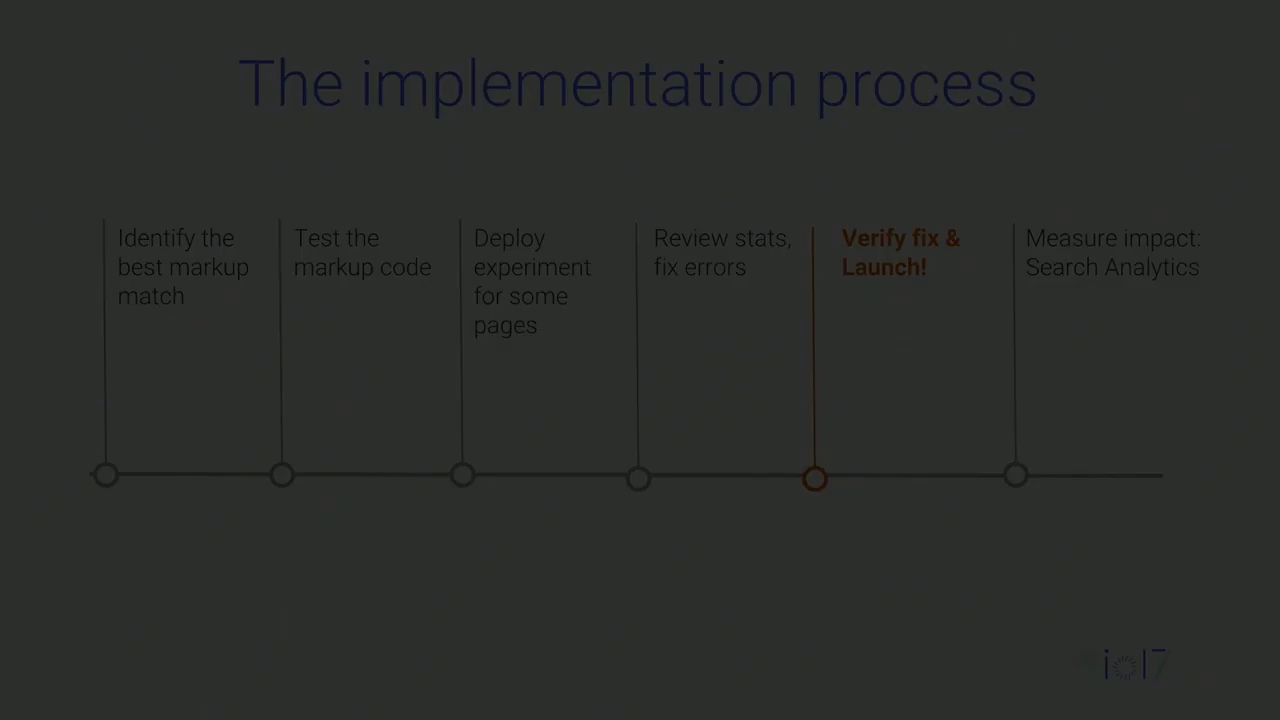 The implementation process
Identify the
best markup
match
Test the
markup code
Deploy
experiment
for some
pages
Review stats,
fix errors
Verify fix &
Launch!
Measure impact:
Search Analytics
io17